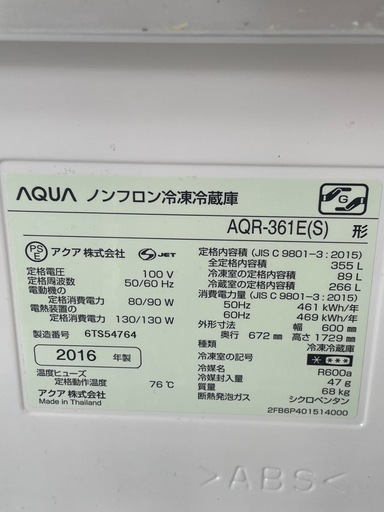 AQUA ノンフロン冷凍冷蔵庫
G
AQR-361E(S) 形
PSE アクア株式会社 S JET
定格電圧 100 V
定格周波数 50/60 Hz
電動機の
定格消費電力 80/90 W
電熱装置の
定格消費電力 130/130 W
製造番号 6TS54764
2016 年製
温度ヒューズ
定格動作温度 76℃
アクア株式会社
Made in Thailand
定格内容積 (JIS C 9801-3:2015)
全定格内容積 355 L
冷凍室の定格内容積 89 L
冷蔵室の定格内容積 266 L
消費電力量 (JIS C 9801-3:2015)
50Hz 461 kWh/年
60Hz 469 kWh/年
外形寸法 幅 600 mm
奥行 672 mm 高さ 1729 mm
種類 冷凍冷蔵庫
冷凍室の記号 * ***
冷媒名 R600a
冷媒封入量 47 g
質量 68 kg
断熱発泡ガス シクロペンタン
2FB6P401514000
>ABS<